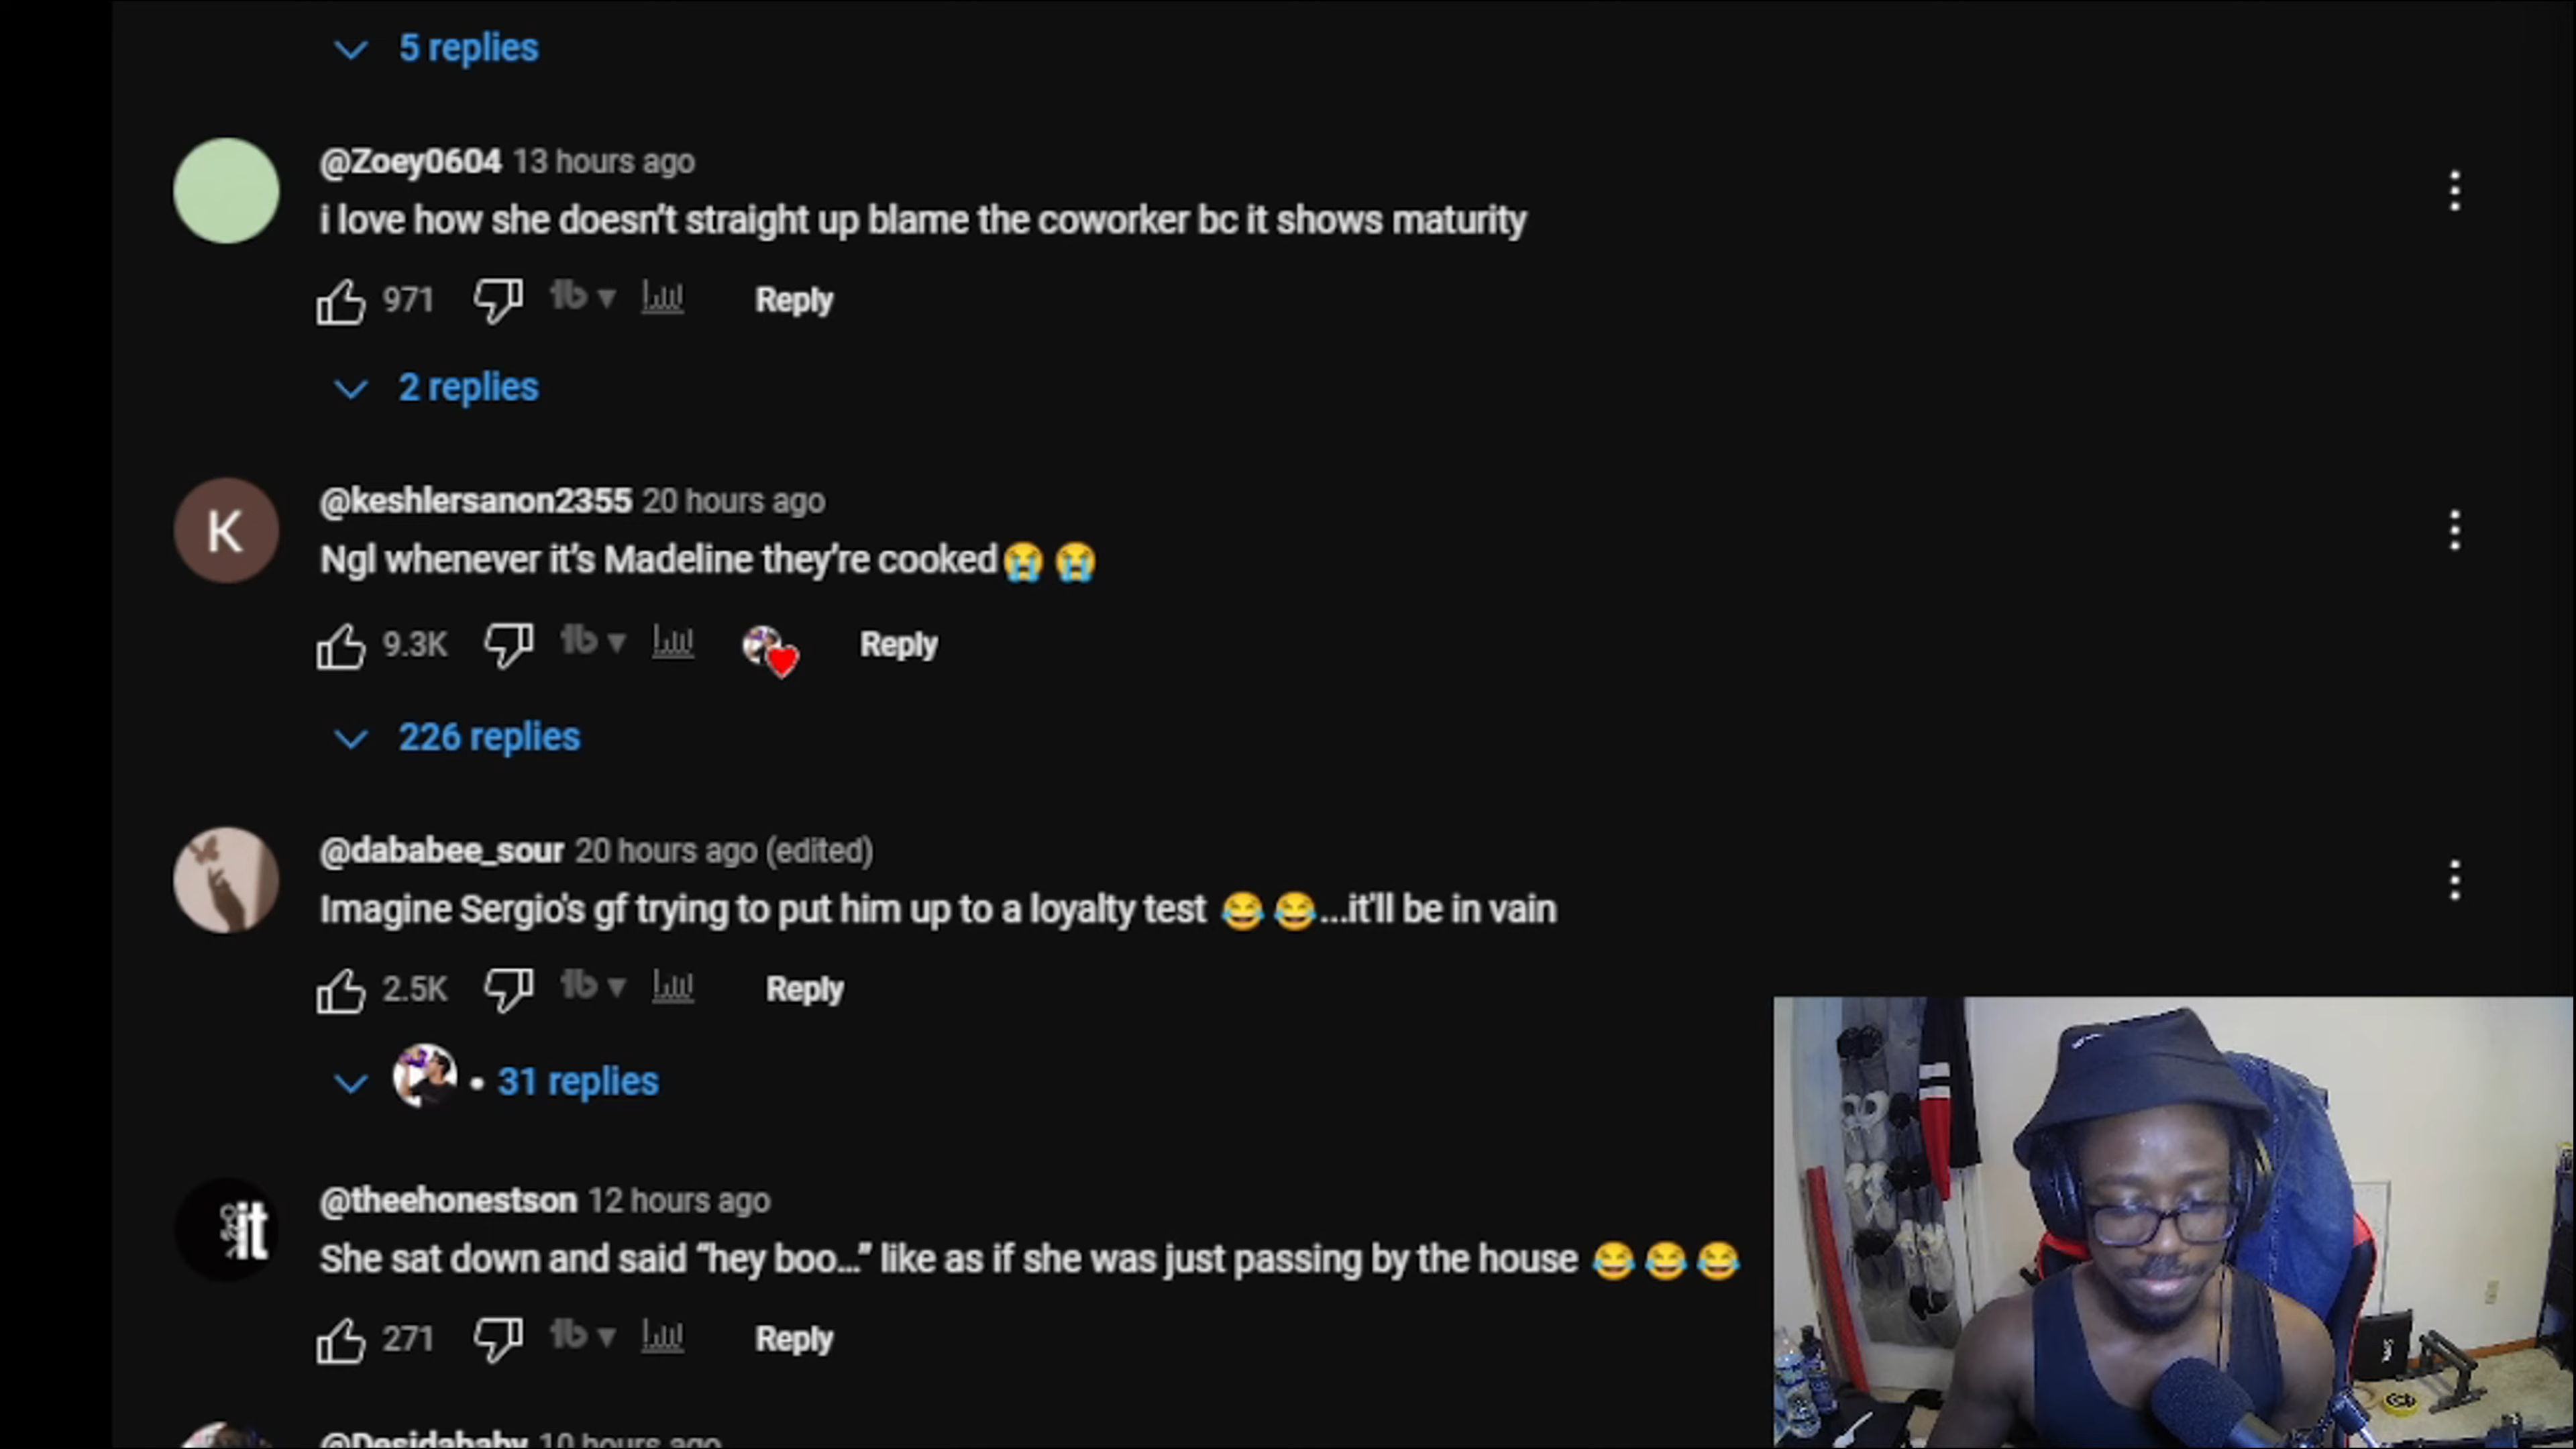 5 replies
@Zoey0604 13 hours ago
i love how she doesn't straight up blame the coworker bc it shows maturity
971 Reply
2 replies
K
@keshlersanon2355 20 hours ago
Ngl whenever it's Madeline they're cooked😭😭
9.3K Reply
226 replies
@dababee_sour 20 hours ago (edited)
Imagine Sergio's gf trying to put him up to a loyalty test 😂😂...it'll be in vain
2.5K Reply
• 31 replies
it
@theehonestson 12 hours ago
She sat down and said “hey boo...” like as if she was just passing by the house 😂😂😂
271 Reply
@Desidababy 10 hours ago